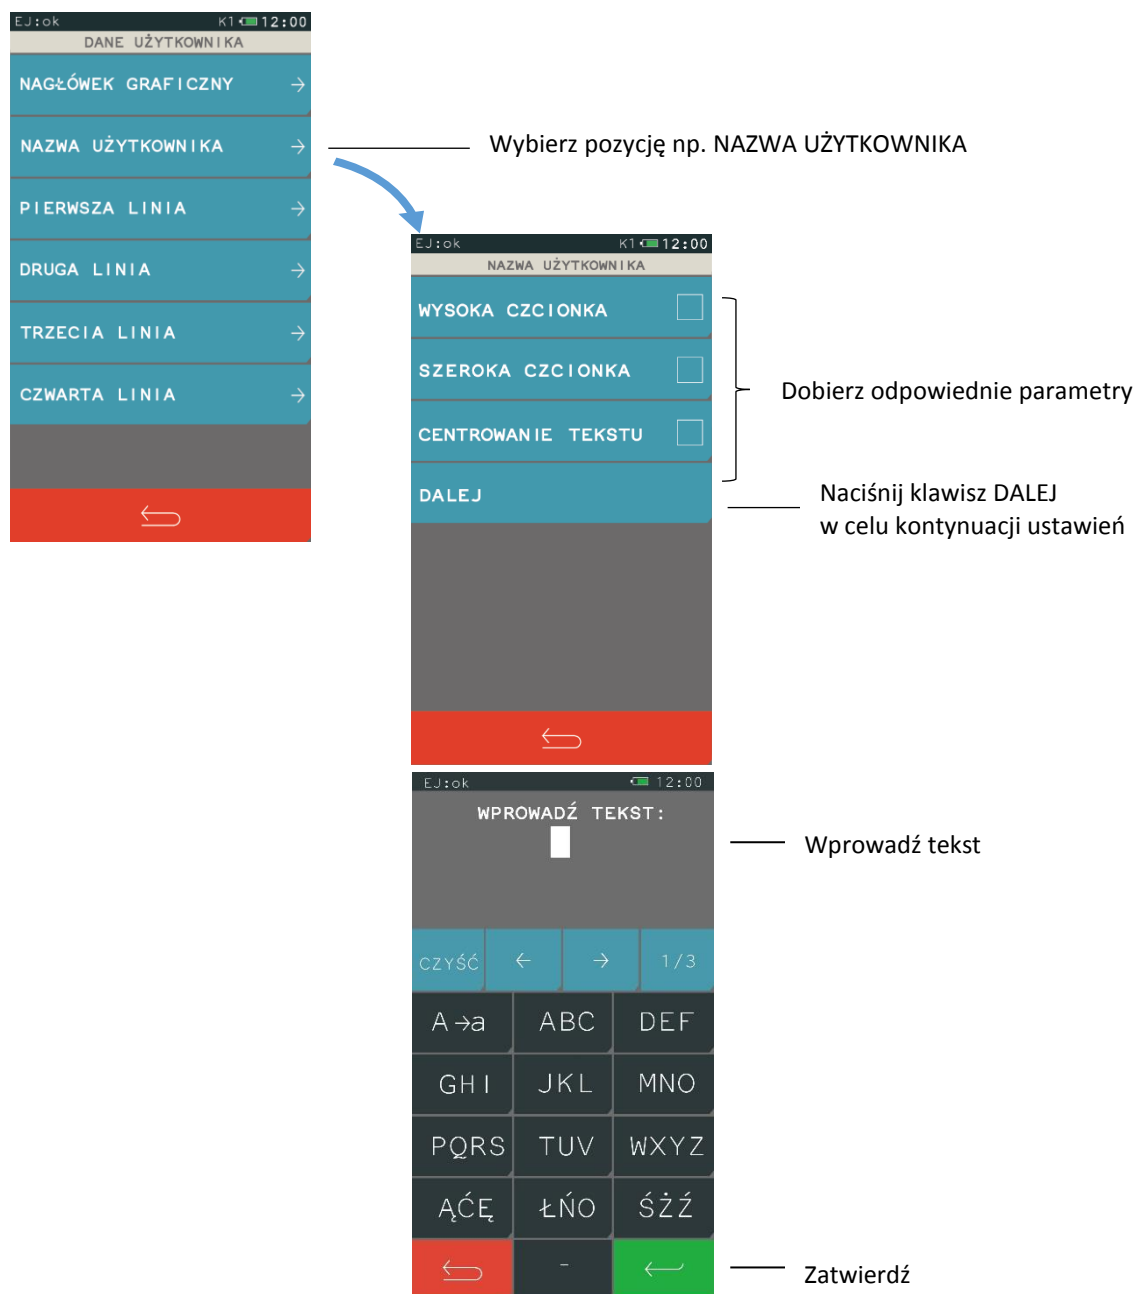 EJ:ok K1 12:00
DANE UŻYTKOWNIKA
NAGŁÓWEK GRAFICZNY →
NAZWA UŻYTKOWNIKA →
PIERWSZA LINIA →
DRUGA LINIA →
TRZECIA LINIA →
CZWARTA LINIA →
Wybierz pozycję np. NAZWA UŻYTKOWNIKA
EJ:ok K1 12:00
NAZWA UŻYTKOWNIKA
WYSOKA CZCIONKA
SZEROKA CZCIONKA
CENTROWANIE TEKSTU
DALEJ
Dobierz odpowiednie parametry
Naciśnij klawisz DALEJ
w celu kontynuacji ustawień
EJ:ok 12:00
WPROWADŹ TEKST:
Wprowadź tekst
CZYŚĆ ← → 1/3
A→a ABC DEF
GHI JKL MNO
PQRS TUV WXYZ
ĄĆĘ ŁŃO ŚŻŹ
-
Zatwierdź